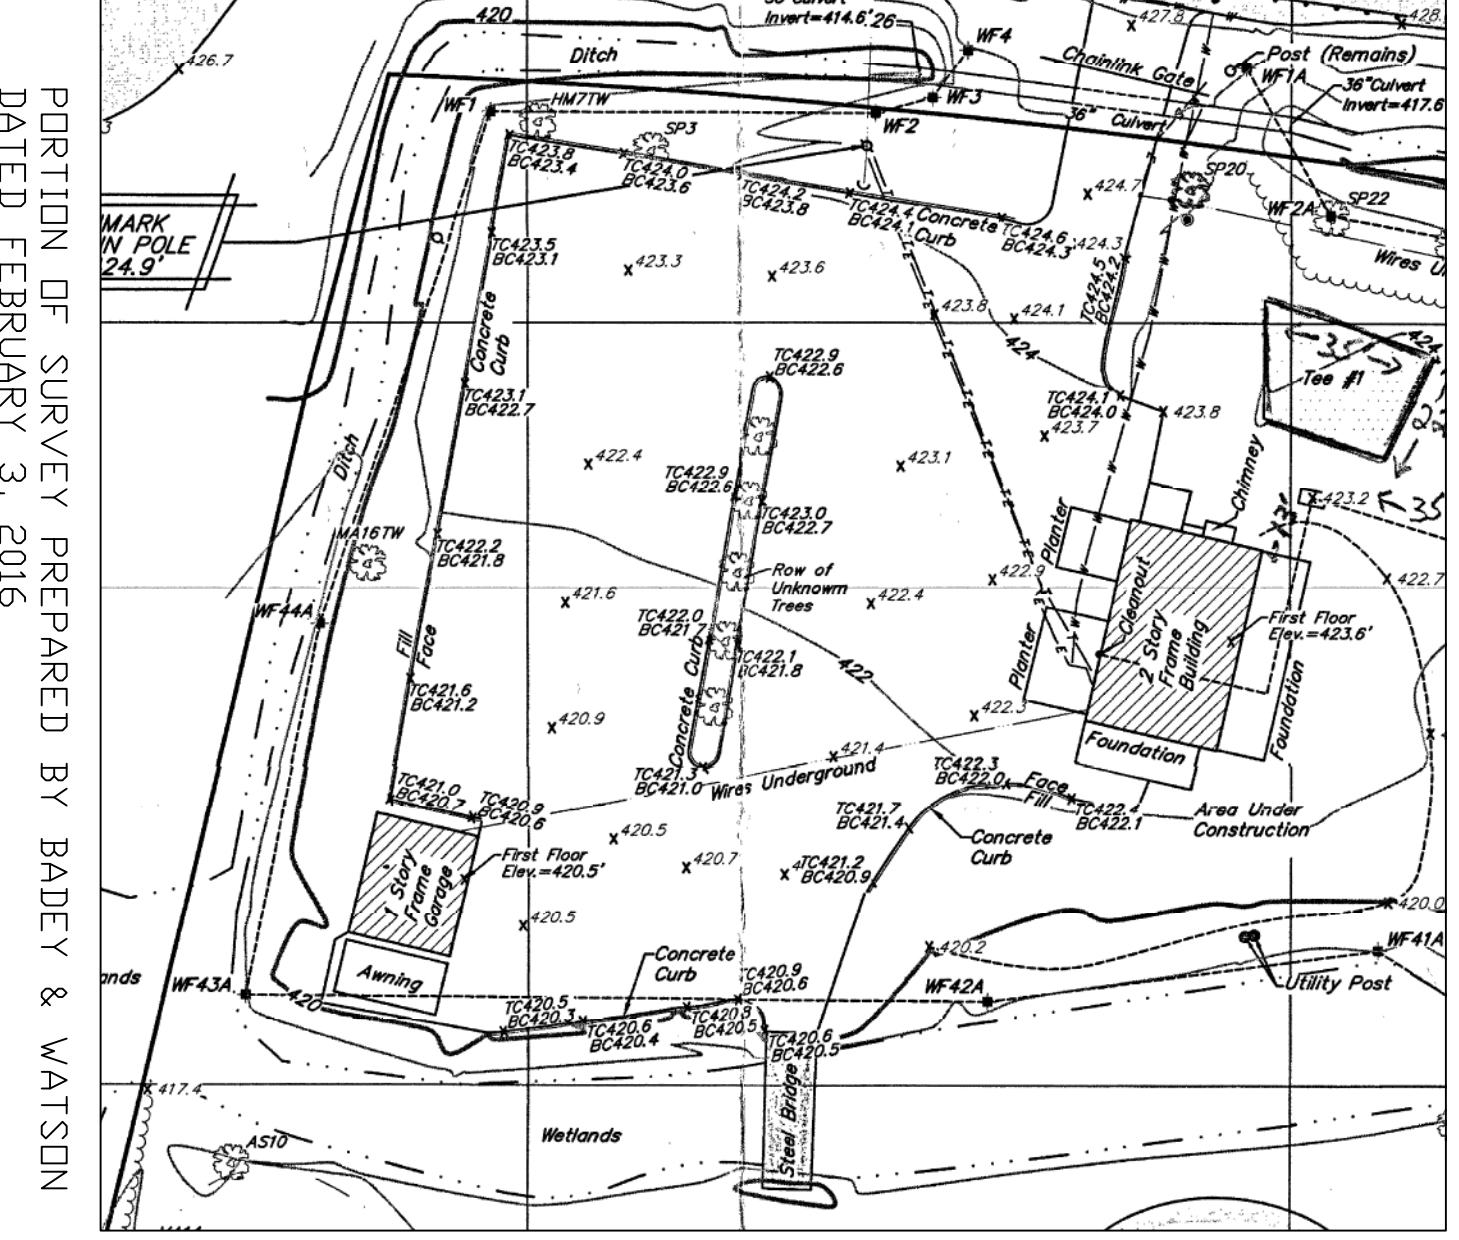 PORTION OF SURVEY PREPARED BY BADEY & WATSON
DATED FEBRUARY 3, 2016
420
Invert=414.6'
26
WF4
427.8
428.
426.7
Ditch
Chainlink Gate
Post (Remains)
WF1A
36"Culvert
Invert=417.6
WF1
HM7TW
WF3
WF2
36" Culvert
SP3
TC423.8
BC423.4
TC424.0
BC423.6
TC424.2
BC423.8
TC424.4
BC424.1
Concrete
Curb
TC424.6
BC424.3
424.7
424.3
SP20
SP22
WF2A
Wires
MARK
IN POLE
24.9'
TC423.5
BC423.1
423.3
423.6
TC424.5
BC424.2
423.8
424.1
424
Concrete
Curb
TC422.9
BC422.6
35
424
Tee #1
TC423.1
BC422.7
TC424.1
BC424.0
423.8
423.7
Ditch
422.4
TC422.9
BC422.6
423.1
Chimney
TC423.0
BC422.7
423.2
35
MA16TW
TC422.2
BC421.8
Planter
Row of
Unknown
Trees
422.9
422.7
421.6
422.4
Cleanout
WF44A
TC422.0
BC421.7
First Floor
Elev.=423.6'
2 Story
Frame
Building
Fill
Face
TC422.1
BC421.8
422
Planter
TC421.6
BC421.2
Concrete Curb
422.3
Foundation
420.9
421.4
Foundation
TC421.3
BC421.0
Wires Underground
TC422.3
BC422.0
Face
Fill
TC421.0
BC420.7
TC420.9
BC420.6
TC421.7
BC421.4
TC422.4
BC422.1
Area Under
Construction
420.5
Concrete
Curb
First Floor
Elev.=420.5'
420.7
TC421.2
BC420.9
1 Story
Frame
Garage
420.5
420.0
420.2
WF41A
Awning
Concrete
Curb
WF43A
TC420.9
BC420.6
WF42A
Utility Post
420
TC420.5
BC420.3
TC420.8
BC420.5
TC420.6
BC420.4
TC420.6
BC420.5
417.4
Steel Bridge
Wetlands
AS10